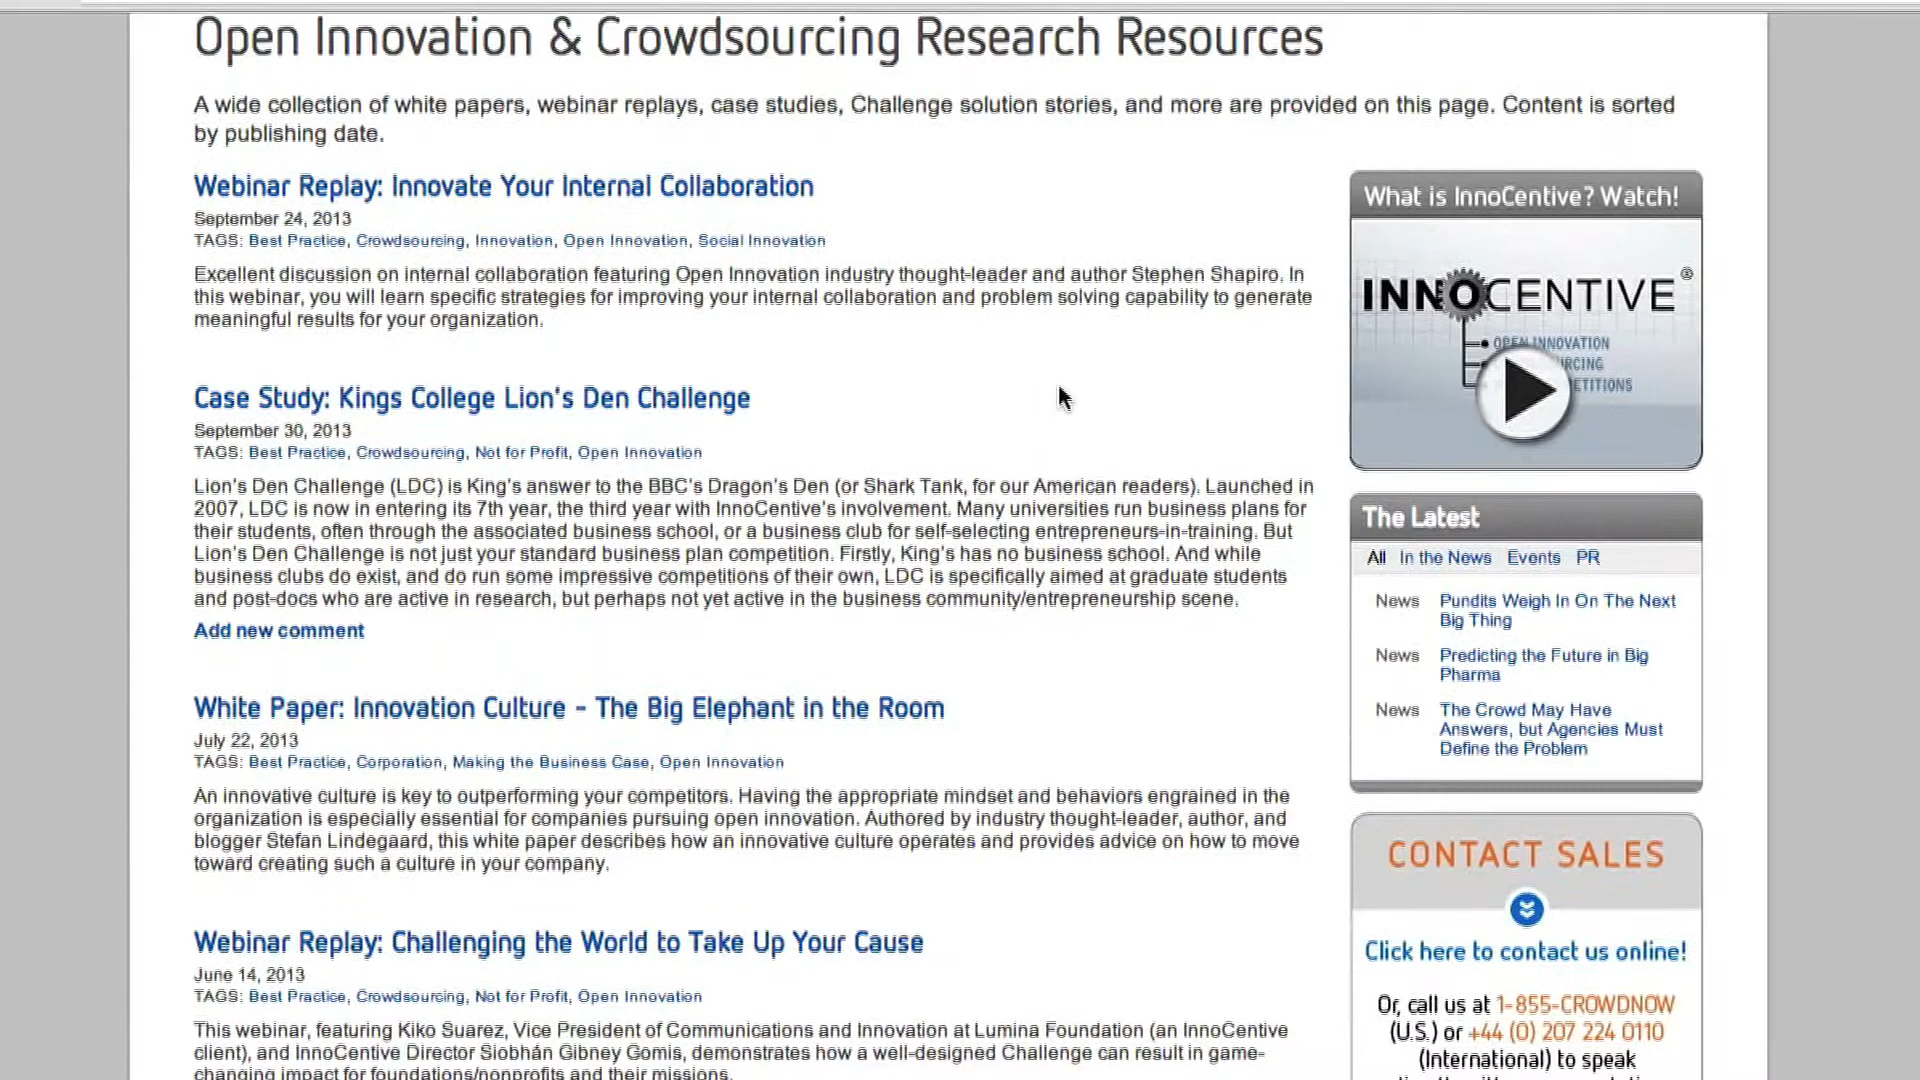 Open Innovation & Crowdsourcing Research Resources
A wide collection of white papers, webinar replays, case studies, Challenge solution stories, and more are provided on this page. Content is sorted
by publishing date.
Webinar Replay: Innovate Your Internal Collaboration
September 24, 2013
TAGS: Best Practice, Crowdsourcing, Innovation, Open Innovation, Social Innovation
Excellent discussion on internal collaboration featuring Open Innovation industry thought-leader and author Stephen Shapiro. In
this webinar, you will learn specific strategies for improving your internal collaboration and problem solving capability to generate
meaningful results for your organization.
Case Study: Kings College Lion's Den Challenge
September 30, 2013
TAGS: Best Practice, Crowdsourcing, Not for Profit, Open Innovation
Lion's Den Challenge (LDC) is King's answer to the BBC's Dragon's Den (or Shark Tank, for our American readers). Launched in
2007, LDC is now in entering its 7th year, the third year with InnoCentive's involvement. Many universities run business plans for
their students, often through the associated business school, or a business club for self-selecting entrepreneurs-in-training. But
Lion's Den Challenge is not just your standard business plan competition. Firstly, King's has no business school. And while
business clubs do exist, and do run some impressive competitions of their own, LDC is specifically aimed at graduate students
and post-docs who are active in research, but perhaps not yet active in the business community/entrepreneurship scene.
Add new comment
White Paper: Innovation Culture - The Big Elephant in the Room
July 22, 2013
TAGS: Best Practice, Corporation, Making the Business Case, Open Innovation
An innovative culture is key to outperforming your competitors. Having the appropriate mindset and behaviors engrained in the
organization is especially essential for companies pursuing open innovation. Authored by industry thought-leader, author, and
blogger Stefan Lindegaard, this white paper describes how an innovative culture operates and provides advice on how to move
toward creating such a culture in your company.
Webinar Replay: Challenging the World to Take Up Your Cause
June 14, 2013
TAGS: Best Practice, Crowdsourcing, Not for Profit, Open Innovation
This webinar, featuring Kiko Suarez, Vice President of Communications and Innovation at Lumina Foundation (an InnoCentive
client), and InnoCentive Director Siobhán Gibney Gomis, demonstrates how a well-designed Challenge can result in game-
changing impact for foundations/nonprofits and their missions.
What is InnoCentive? Watch!
INNOCENTIVE®
OPEN INNOVATION
The Latest
All In the News Events PR
News Pundits Weigh In On The Next
Big Thing
News Predicting the Future in Big
Pharma
News The Crowd May Have
Answers, but Agencies Must
Define the Problem
CONTACT SALES
Click here to contact us online!
Or, call us at 1-855-CROWDNOW
(U.S.) or +44 (0) 207 224 0110
(International) to speak